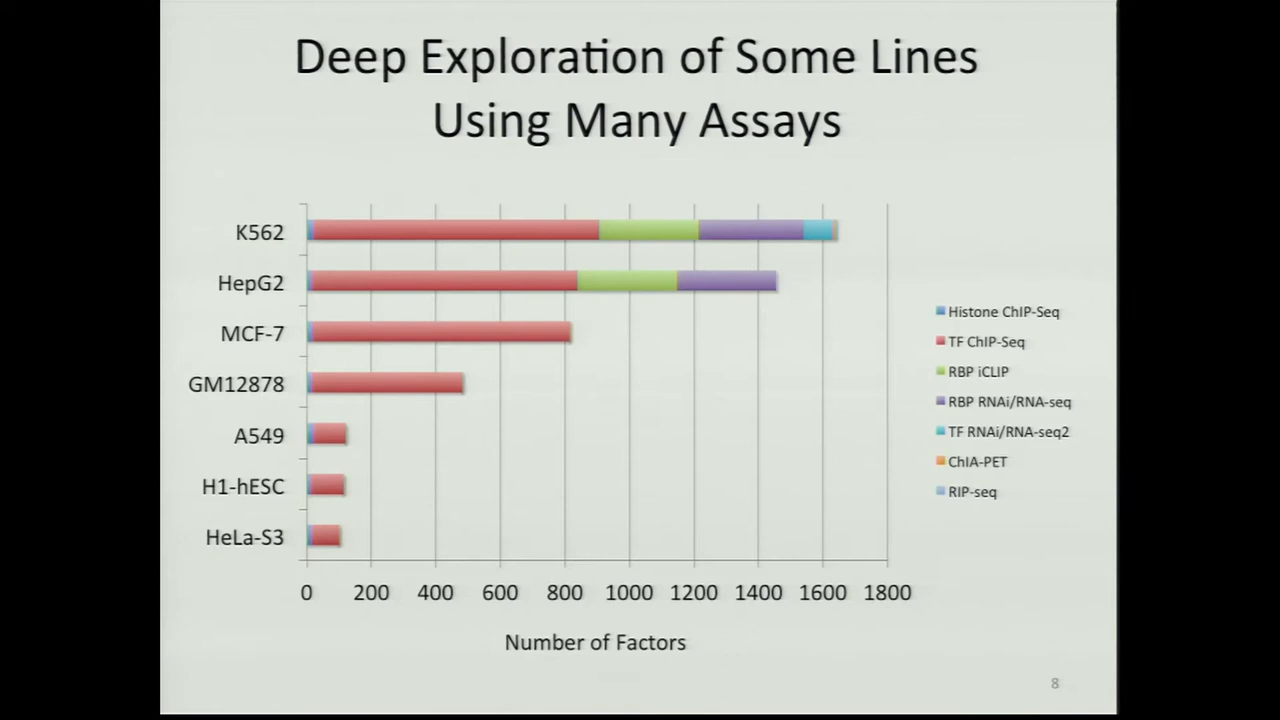 Deep Exploration of Some Lines
Using Many Assays
K562
HepG2
MCF-7
GM12878
A549
H1-hESC
HeLa-S3
0 200 400 600 800 1000 1200 1400 1600 1800
Number of Factors
Histone ChIP-Seq
TF ChIP-Seq
RBP iCLIP
RBP RNAi/RNA-seq
TF RNAi/RNA-seq2
ChIA-PET
RIP-seq
8